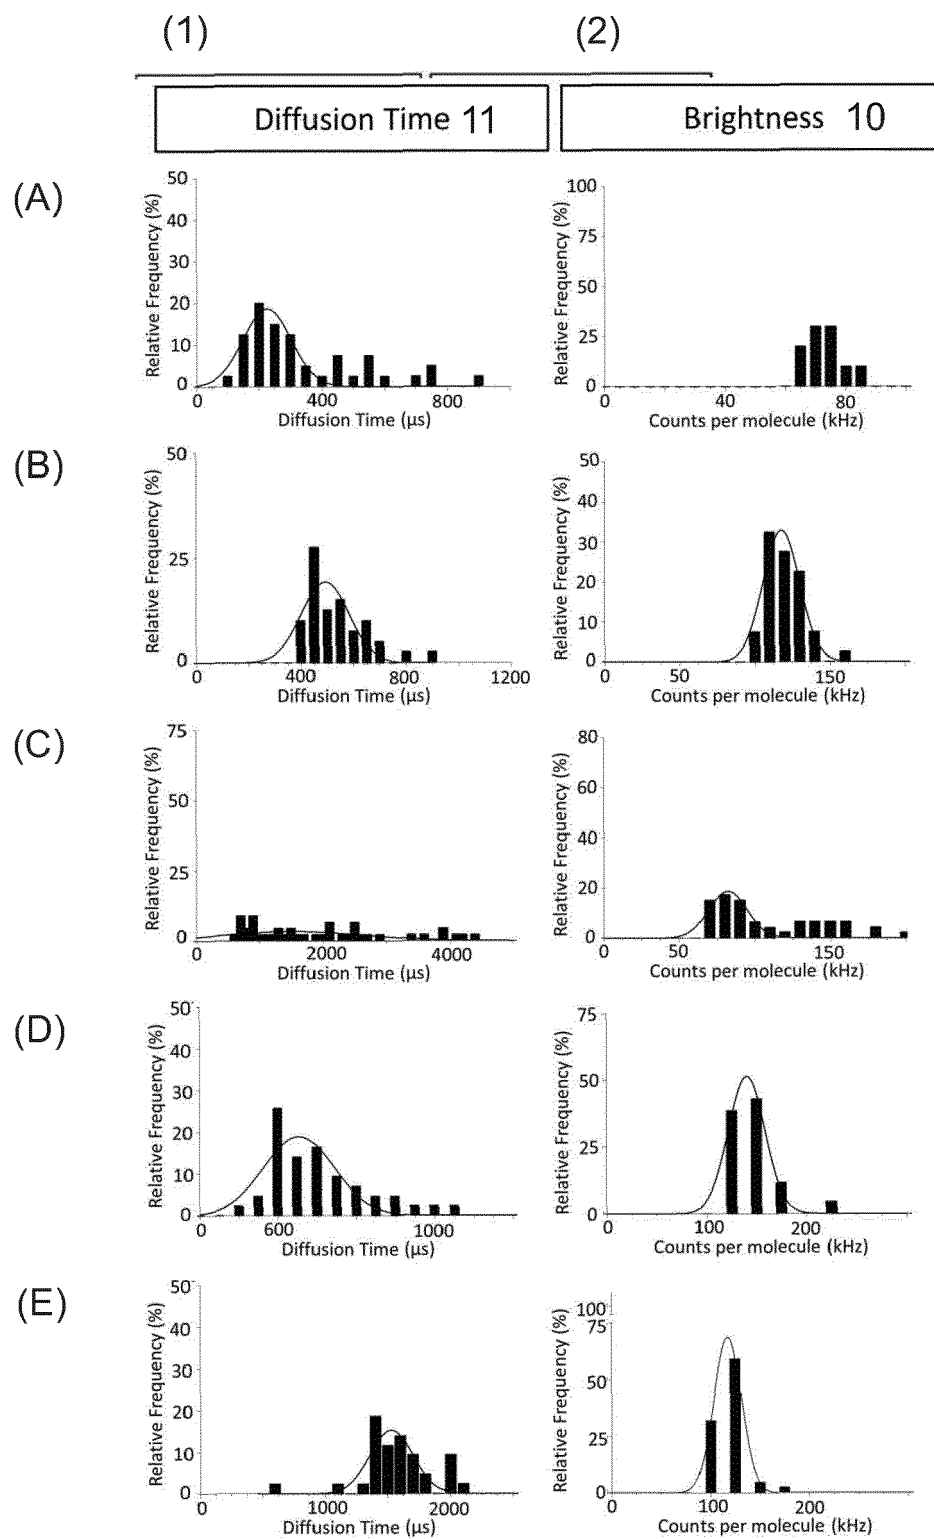 (1) (2)
Diffusion Time 11 Brightness 10
(A)
Relative Frequency (%)
50
40
30
20
10
0
0 400 800
Diffusion Time (µs)
Relative Frequency (%)
100
75
50
25
0
0 40 80
Counts per molecule (kHz)
(B)
Relative Frequency (%)
50
25
0
0 400 800 1200
Diffusion Time (µs)
Relative Frequency (%)
50
40
30
20
10
0
0 50 150
Counts per molecule (kHz)
(C)
Relative Frequency (%)
75
50
25
0
0 2000 4000
Diffusion Time (µs)
Relative Frequency (%)
80
60
40
20
0
0 50 150
Counts per molecule (kHz)
(D)
Relative Frequency (%)
50
40
30
20
10
0
0 600 1000
Diffusion Time (µs)
Relative Frequency (%)
75
50
25
0
100 200
Counts per molecule (kHz)
(E)
Relative Frequency (%)
50
40
30
20
10
0
0 1000 2000
Diffusion Time (µs)
Relative Frequency (%)
100
75
50
25
0
0 100 200
Counts per molecule (kHz)